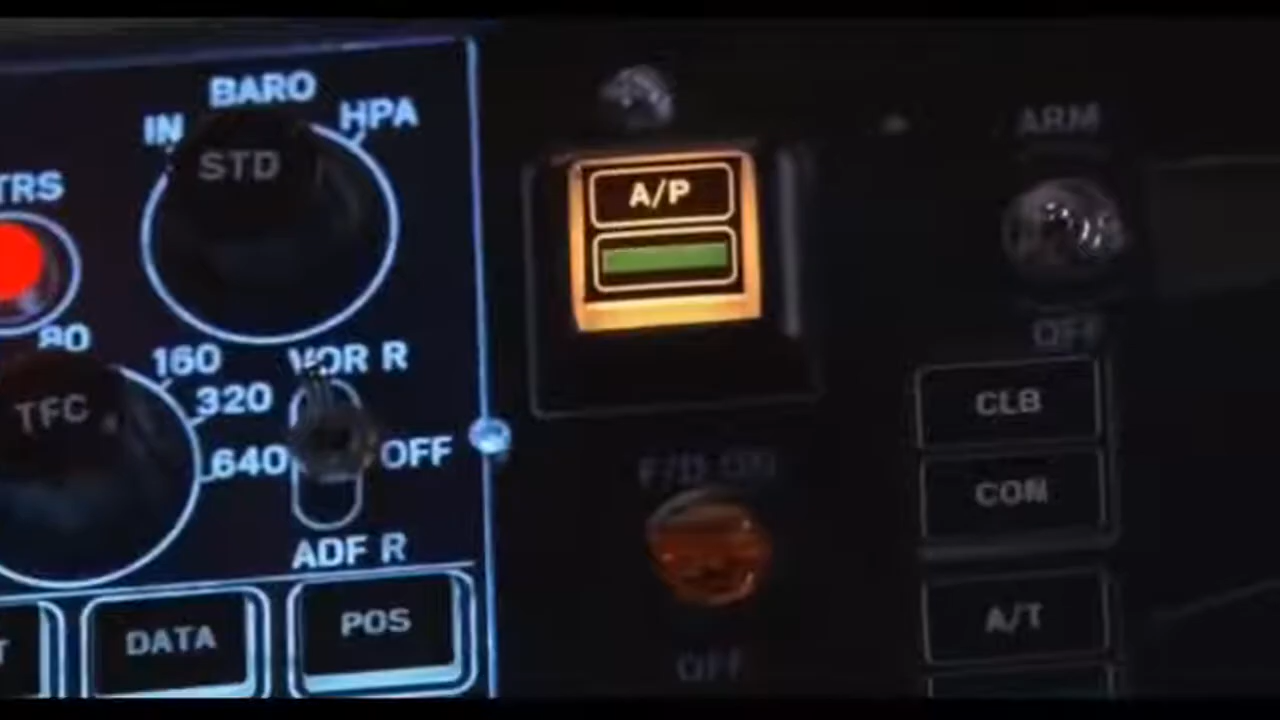 BARO
IN
HPA
STD
TRS
80
TFC
160
320
640
VOR R
OFF
ADF R
DATA
POS
A/P
F/D ON
OFF
ARM
OFF
CLB
CON
A/T